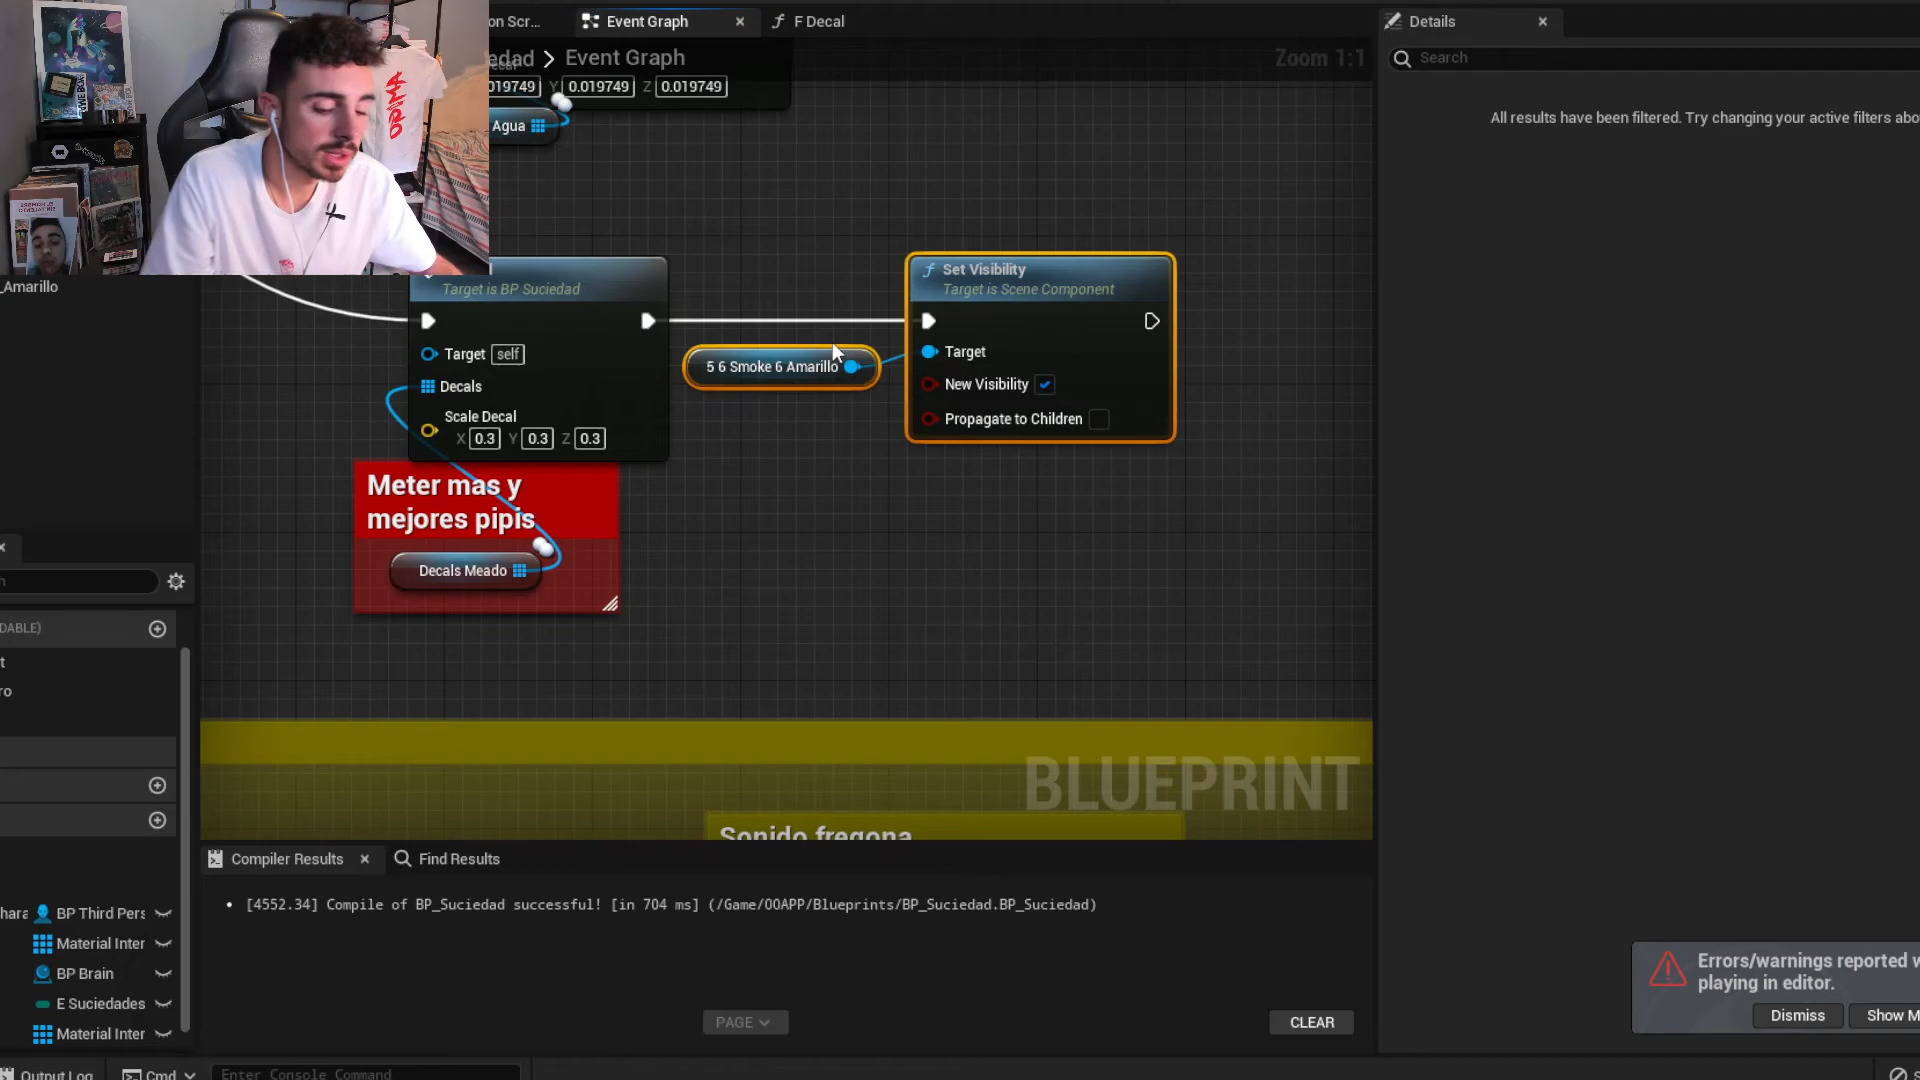 on Scr...
Event Graph
F Decal
Details
edad > Event Graph
Zoom 1:1
Search
019749 Y 0.019749 Z 0.019749
Agua
All results have been filtered. Try changing your active filters abo
_Amarillo
Target is BP Suciedad
Target self
Decals
Scale Decal
X 0.3 Y 0.3 Z 0.3
5 6 Smoke 6 Amarillo
Set Visibility
Target is Scene Component
Target
New Visibility
Propagate to Children
Meter mas y
mejores pipis
Decals Meado
DABLE)
BLUEPRINT
Sonido fregona
Compiler Results
Find Results
[4552.34] Compile of BP_Suciedad successful! [in 704 ms] (/Game/OOAPP/Blueprints/BP_Suciedad.BP_Suciedad)
hara BP Third Pers
Material Inter
BP Brain
E Suciedades
Material Inter
PAGE
CLEAR
Errors/warnings reported w
playing in editor.
Dismiss
Show M
Output Log
Cmd
Enter Console Command